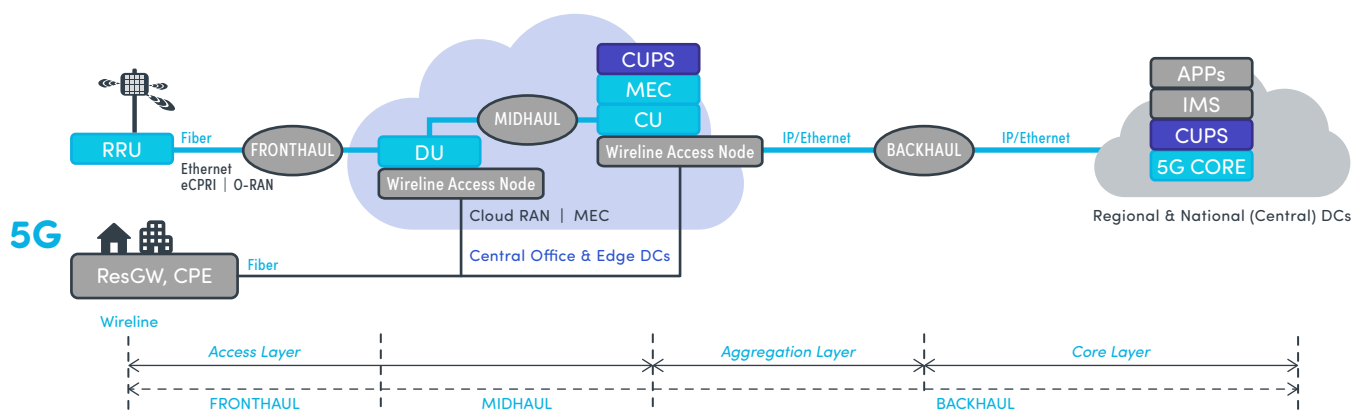 CUPS
MEC
CU
Wireline Access Node
MIDHAUL
RRU
Fiber
Ethernet
eCPRI | O-RAN
FRONTHAUL
DU
Wireline Access Node
IP/Ethernet
BACKHAUL
IP/Ethernet
APPs
IMS
CUPS
5G CORE
Regional & National (Central) DCs
Cloud RAN | MEC
Central Office & Edge DCs
5G
ResGW, CPE
Fiber
Wireline
Access Layer
Aggregation Layer
Core Layer
FRONTHAUL
MIDHAUL
BACKHAUL